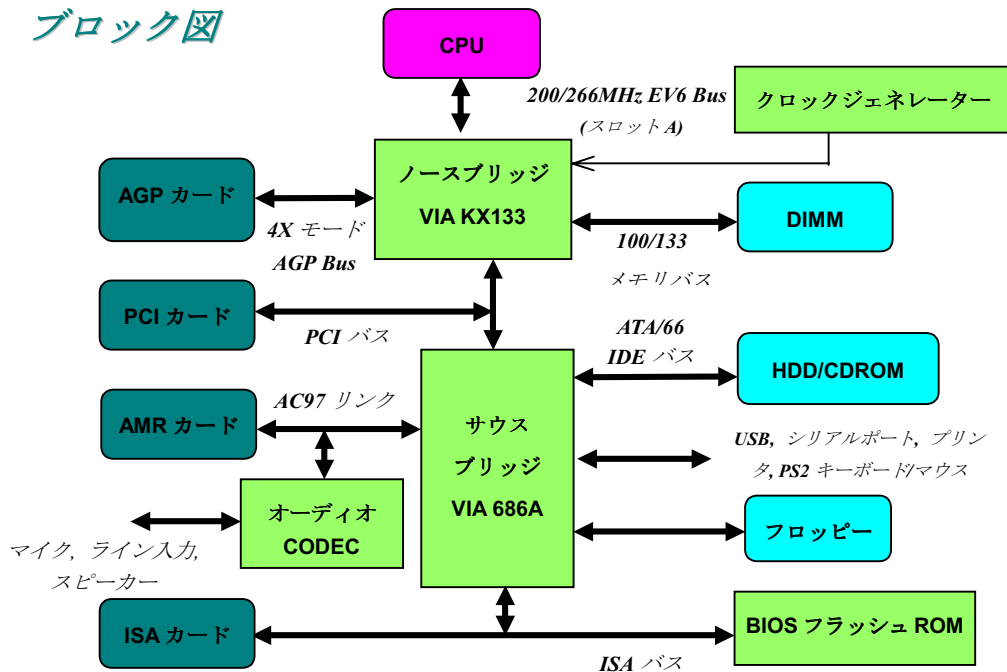 ブロック図
CPU
200/266MHz EV6 Bus
(スロット A)
クロックジェネレーター
AGP カード
ノースブリッジ
VIA KX133
DIMM
4X モード
AGP Bus
100/133
メモリバス
PCI カード
PCI バス
ATA/66
IDE バス
HDD/CDROM
AMR カード
AC97 リンク
サウス
ブリッジ
VIA 686A
USB, シリアルポート, プリン
タ, PS2 キーボード/マウス
オーディオ
CODEC
フロッピー
マイク, ライン入力,
スピーカー
ISA カード
BIOS フラッシュ ROM
ISA バス